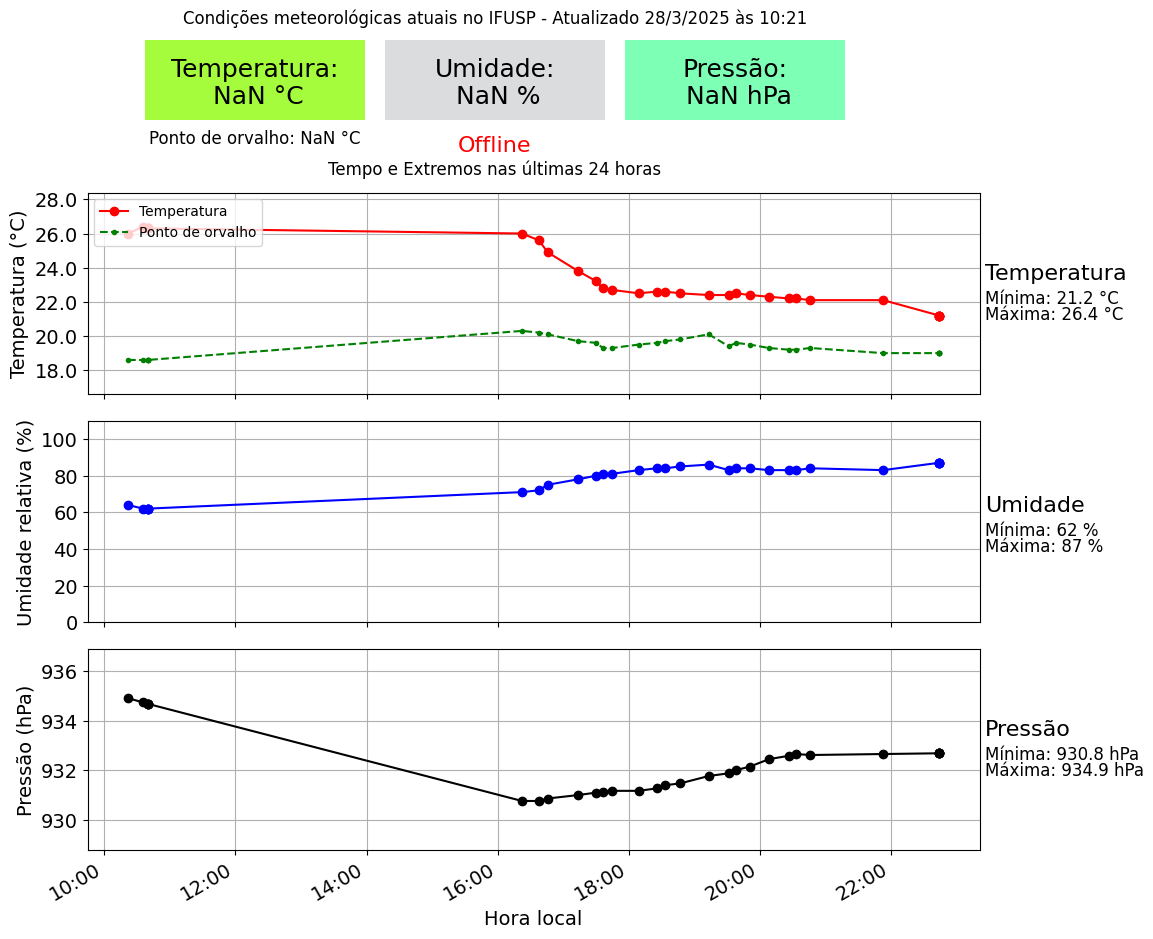 Condições meteorológicas atuais no IFUSP - Atualizado 28/3/2025 às 10:21
Temperatura:
NaN °C
Umidade:
NaN %
Pressão:
NaN hPa
Ponto de orvalho: NaN °C
Offline
Tempo e Extremos nas últimas 24 horas
Temperatura (°C)
28.0
26.0
24.0
22.0
20.0
18.0
Temperatura
Ponto de orvalho
Temperatura
Mínima: 21.2 °C
Máxima: 26.4 °C
Umidade relativa (%)
100
80
60
40
20
0
Umidade
Mínima: 62 %
Máxima: 87 %
Pressão (hPa)
936
934
932
930
Pressão
Mínima: 930.8 hPa
Máxima: 934.9 hPa
10:00
12:00
14:00
16:00
18:00
20:00
22:00
Hora local